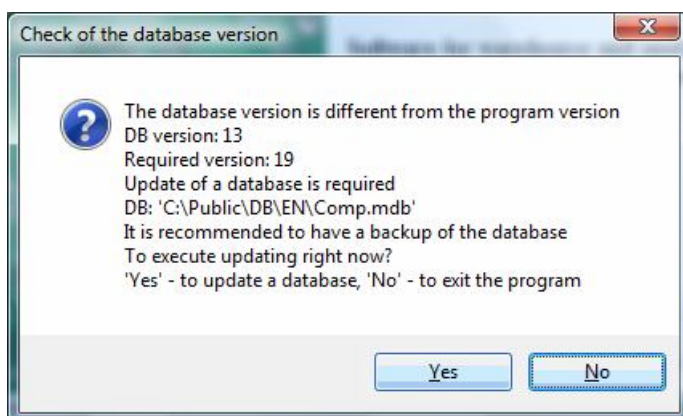 Check of the database version
The database version is different from the program version
DB version: 13
Required version: 19
Update of a database is required
DB: 'C:\Public\DB\EN\Comp.mdb'
It is recommended to have a backup of the database
To execute updating right now?
'Yes' - to update a database, 'No' - to exit the program
Yes
No